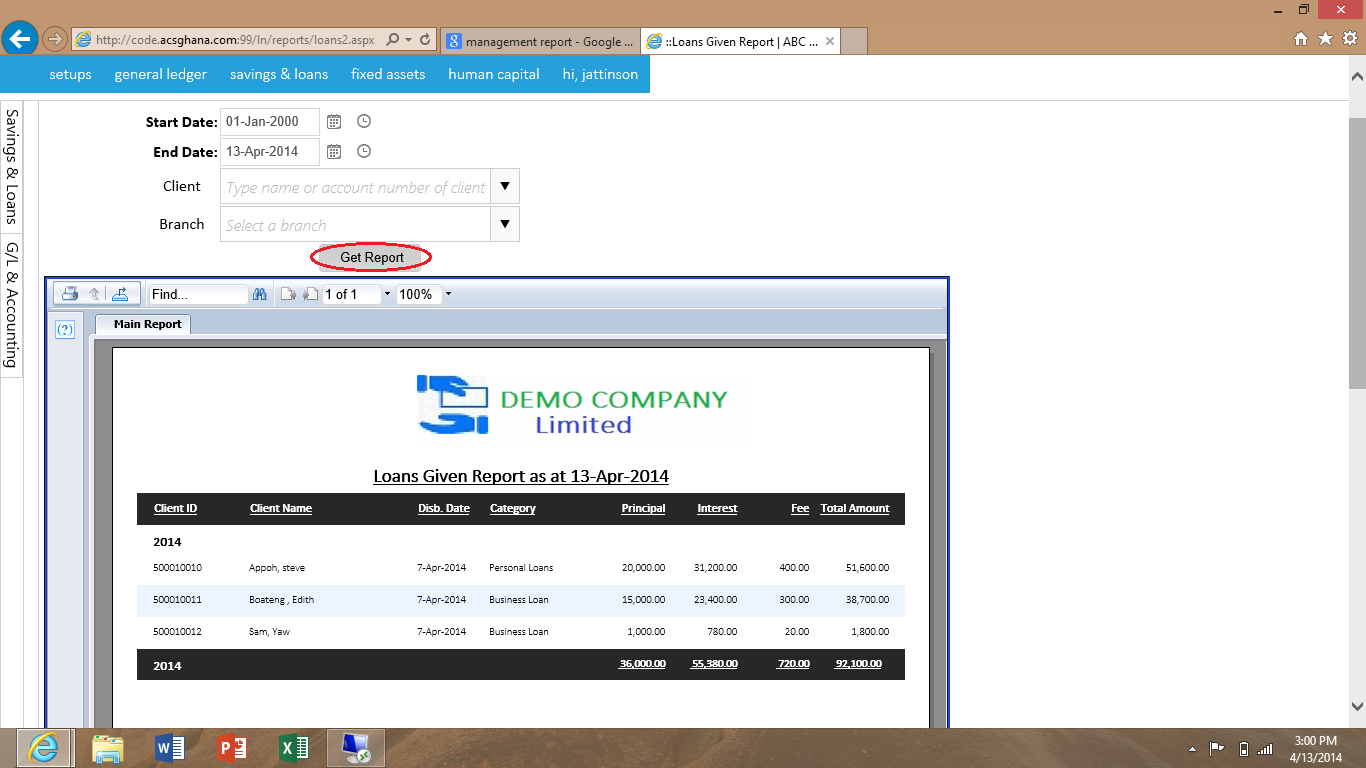 http://code.acsghana.com:99/ln/reports/loans2.aspx
management report - Google ...
::Loans Given Report | ABC ...
setups general ledger savings & loans fixed assets human capital hi, jattinson
Savings & Loans
G/L & Accounting
Start Date: 01-Jan-2000
End Date: 13-Apr-2014
Client Type name or account number of client
Branch Select a branch
Get Report
Find... 1 of 1 100%
(?)
Main Report
DEMO COMPANY
Limited
Loans Given Report as at 13-Apr-2014
Client ID Client Name Disb. Date Category Principal Interest Fee Total Amount
2014
500010010 Appoh, steve 7-Apr-2014 Personal Loans 20,000.00 31,200.00 400.00 51,600.00
500010011 Boateng , Edith 7-Apr-2014 Business Loan 15,000.00 23,400.00 300.00 38,700.00
500010012 Sam, Yaw 7-Apr-2014 Business Loan 1,000.00 780.00 20.00 1,800.00
2014 36,000.00 55,380.00 720.00 92,100.00
3:00 PM
4/13/2014